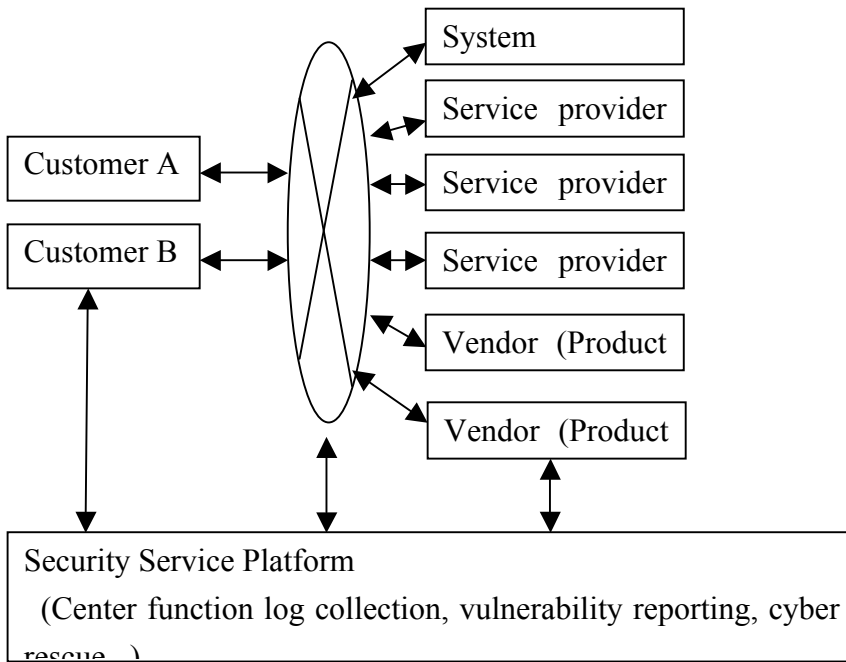 System
Service provider
Customer A
Service provider
Customer B
Service provider
Vendor (Product
Vendor (Product
Security Service Platform
(Center function log collection, vulnerability reporting, cyber
rescue...)